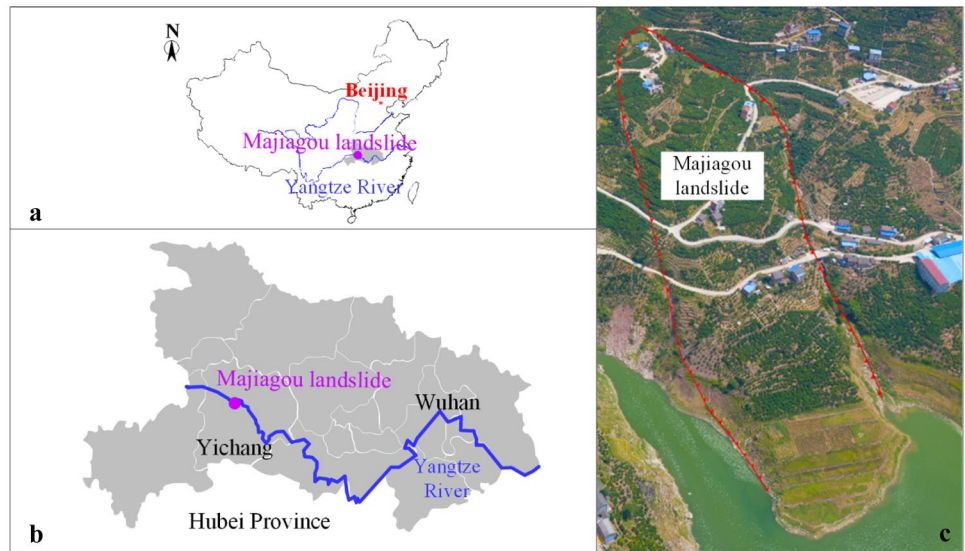 N
Beijing
Majiagou landslide
Yangtze River
a
Majiagou landslide
Wuhan
Yichang
Yangtze
River
Hubei Province
b
Majiagou
landslide
c